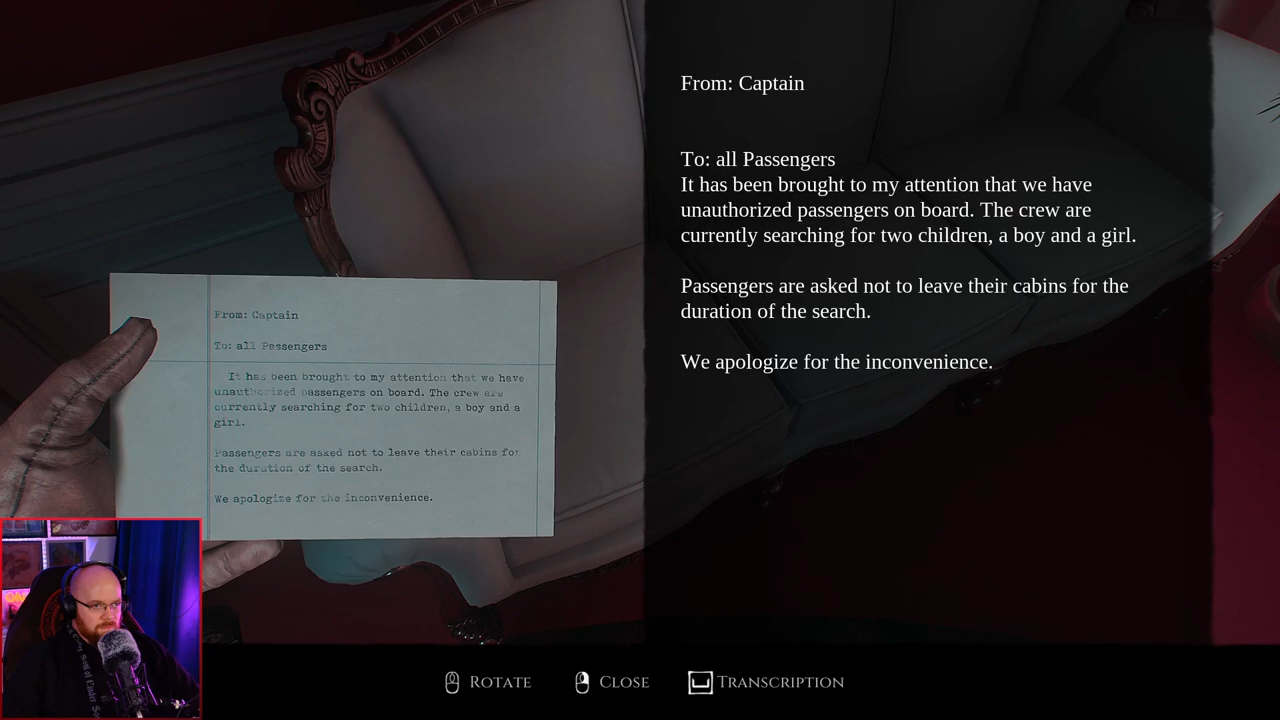 From: Captain
To: all Passengers
It has been brought to my attention that we have
unauthorized passengers on board. The crew are
currently searching for two children, a boy and a
girl.
Passengers are asked not to leave their cabins for
the duration of the search.
We apologize for the inconvenience.
From: Captain
To: all Passengers
It has been brought to my attention that we have
unauthorized passengers on board. The crew are
currently searching for two children, a boy and a girl.
Passengers are asked not to leave their cabins for the
duration of the search.
We apologize for the inconvenience.
ROTATE CLOSE TRANSCRIPTION